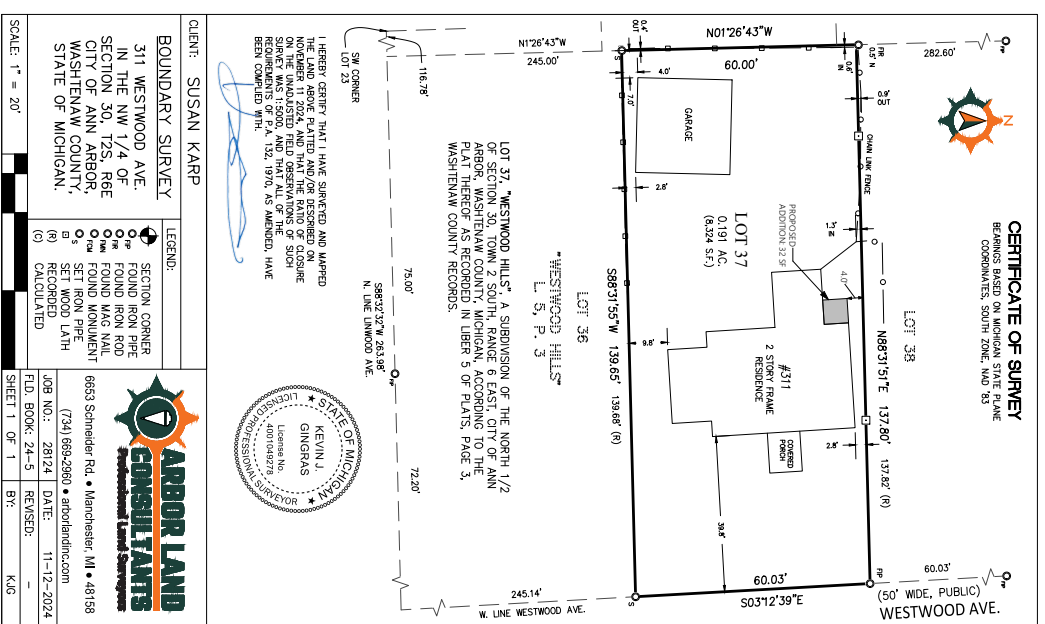 CERTIFICATE OF SURVEY
BEARINGS BASED ON MICHIGAN STATE PLANE
COORDINATES, SOUTH ZONE, NAD '83
N
282.60'
FIP
FIR
0.5' N
0.6'
IN
0.9'
OUT
CHAIN LINK FENCE
1.3'
IN
LOT 38
N88°31'51"E 137.80'
137.82' (R)
FIP
60.03'
FIP
(50' WIDE, PUBLIC)
WESTWOOD AVE.
N01°26'43"W
60.00'
4.0'
7.0'
GARAGE
2.8'
PROPOSED
ADDITION: 32 SF
4.0'
LOT 37
0.191 AC.
(8,324 S.F.)
#311
2 STORY FRAME
RESIDENCE
COVERED
PORCH
2.8'
9.8'
39.8'
60.03'
S03°12'39"E
0.4'
OUT
S
S88°31'55"W 139.65'
139.68' (R)
S
N1°26'43"W
245.00'
LOT 36
"WESTWOOD HILLS"
L. 5, P. 3
245.14'
W. LINE WESTWOOD AVE.
LOT 37, "WESTWOOD HILLS", A SUBDIVISION OF THE NORTH 1/2
OF SECTION 30, TOWN 2 SOUTH, RANGE 6 EAST, CITY OF ANN
ARBOR, WASHTENAW COUNTY, MICHIGAN, ACCORDING TO THE
PLAT THEREOF AS RECORDED IN LIBER 5 OF PLATS, PAGE 3,
WASHTENAW COUNTY RECORDS.
116.78'
SW CORNER
LOT 23
75.00'
S88°32'32"W 263.98'
N. LINE LINWOOD AVE.
72.20'
I HEREBY CERTIFY THAT I HAVE SURVEYED AND MAPPED
THE LAND ABOVE PLATTED AND/OR DESCRIBED ON
NOVEMBER 11 2024, AND THAT THE RATIO OF CLOSURE
ON THE UNADJUSTED FIELD OBSERVATIONS OF SUCH
SURVEY WAS 1:5000, AND THAT ALL OF THE
REQUIREMENTS OF P.A. 132, 1970, AS AMENDED, HAVE
BEEN COMPLIED WITH.
STATE OF MICHIGAN
KEVIN J.
GINGRAS
License No.
4001049278
LICENSED PROFESSIONAL SURVEYOR
CLIENT: SUSAN KARP
BOUNDARY SURVEY
311 WESTWOOD AVE.
IN THE NW 1/4 OF
SECTION 30, T2S, R6E
CITY OF ANN ARBOR,
WASHTENAW COUNTY,
STATE OF MICHIGAN.
SCALE: 1" = 20'
LEGEND:
SECTION CORNER
FIP FOUND IRON PIPE
FIR FOUND IRON ROD
FMN FOUND MAG NAIL
FCM FOUND MONUMENT
S SET IRON PIPE
SET WOOD LATH
(R) RECORDED
(C) CALCULATED
ARBOR LAND
CONSULTANTS
Professional Land Surveyors
6653 Schneider Rd. • Manchester, MI • 48158
(734) 669-2960 • arborlandinc.com
JOB NO.: 28124 DATE: 11-12-2024
FLD. BOOK: 24-5 REVISED: –
SHEET 1 OF 1 BY: KJG